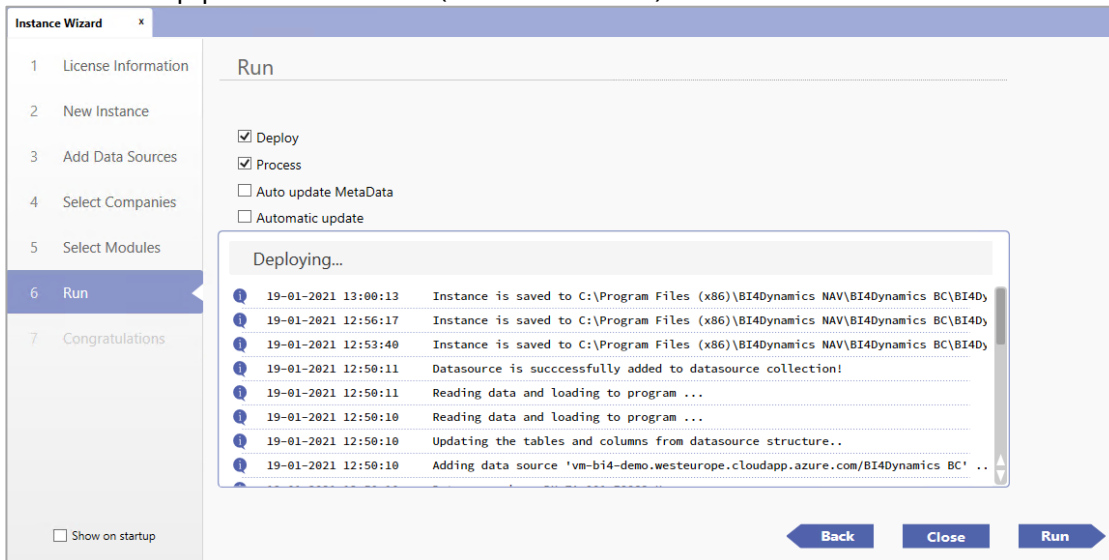 Instance Wizard x
1 License Information
2 New Instance
3 Add Data Sources
4 Select Companies
5 Select Modules
6 Run
7 Congratulations
Show on startup
Run
Deploy
Process
Auto update MetaData
Automatic update
Deploying...
19-01-2021 13:00:13 Instance is saved to C:\Program Files (x86)\BI4Dynamics NAV\BI4Dynamics BC\BI4Dy
19-01-2021 12:56:17 Instance is saved to C:\Program Files (x86)\BI4Dynamics NAV\BI4Dynamics BC\BI4Dy
19-01-2021 12:53:40 Instance is saved to C:\Program Files (x86)\BI4Dynamics NAV\BI4Dynamics BC\BI4Dy
19-01-2021 12:50:11 Datasource is succcessfully added to datasource collection!
19-01-2021 12:50:11 Reading data and loading to program ...
19-01-2021 12:50:10 Reading data and loading to program ...
19-01-2021 12:50:10 Updating the tables and columns from datasource structure..
19-01-2021 12:50:10 Adding data source 'vm-bi4-demo.westeurope.cloudapp.azure.com/BI4Dynamics BC' ..
Back Close Run